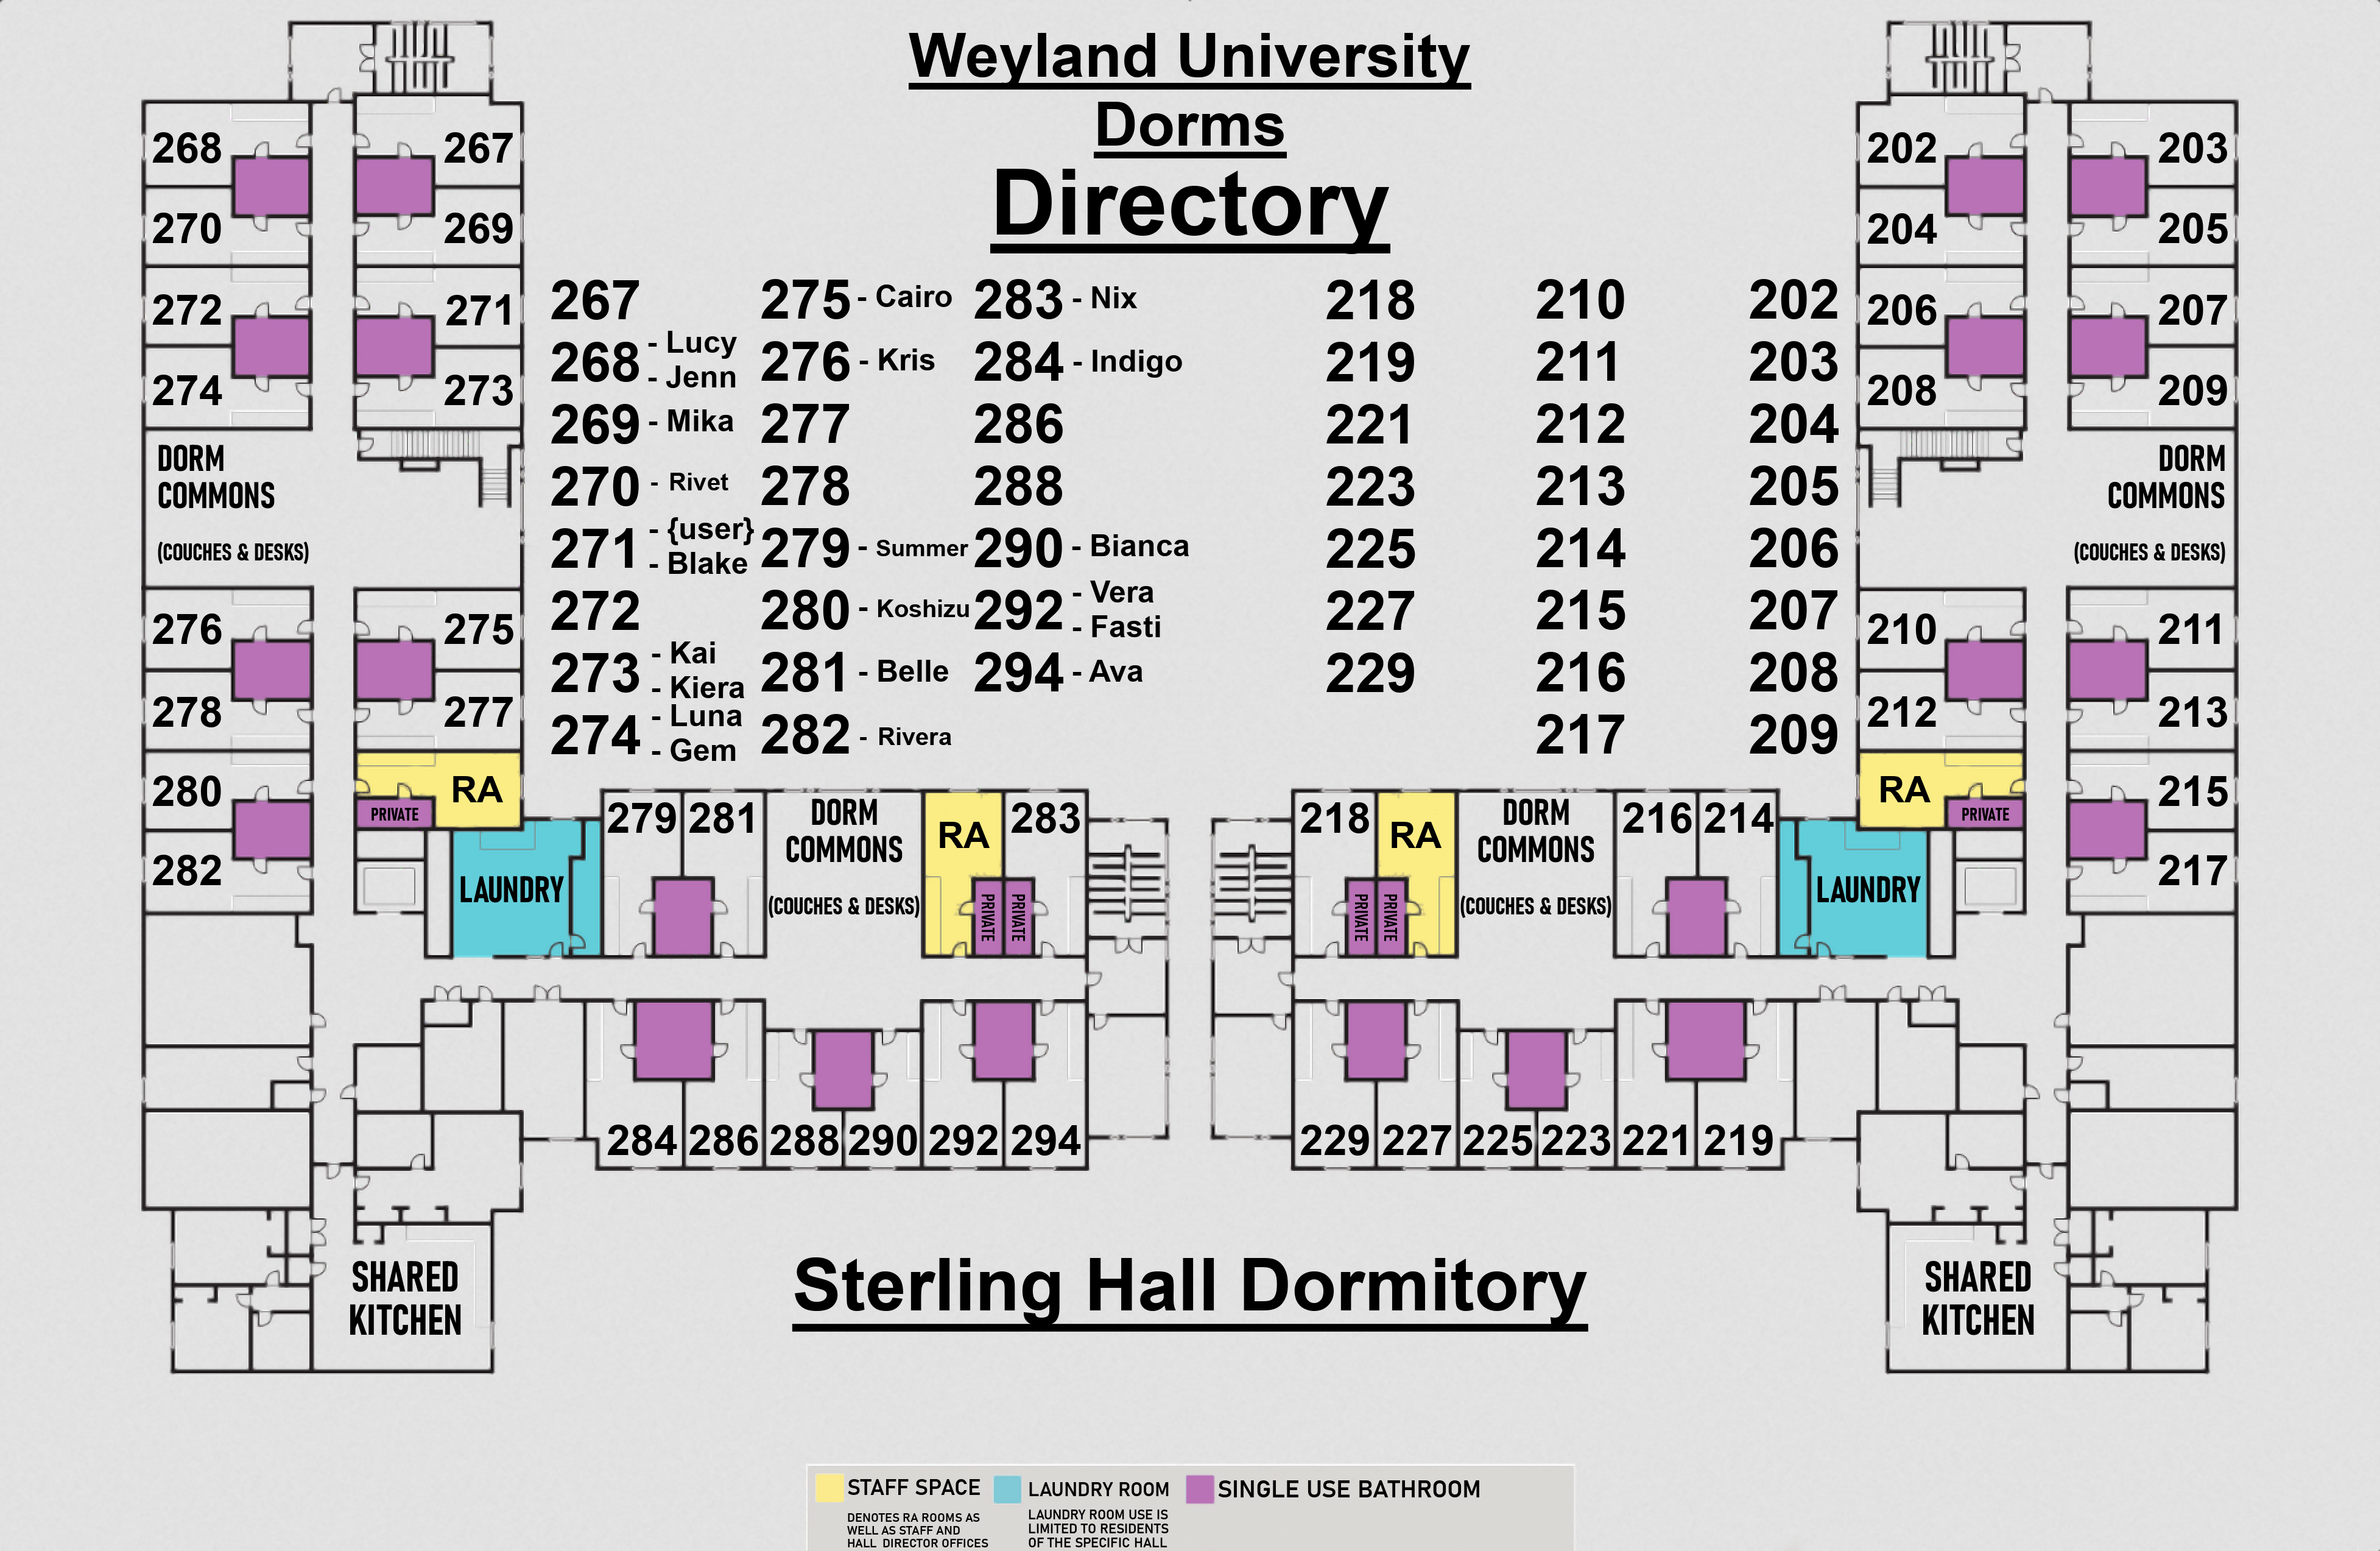 Weyland University
Dorms
Directory
268
267
270
269
272
271
274
273
DORM
COMMONS
(COUCHES & DESKS)
276
275
278
277
280
RA
PRIVATE
282
LAUNDRY
267
268 - Lucy
- Jenn
269 - Mika
270 - Rivet
271 - {user}
- Blake
272
273 - Kai
- Kiera
274 - Luna
- Gem
275 - Cairo
276 - Kris
277
278
279 - Summer
280 - Koshizu
281 - Belle
282 - Rivera
283 - Nix
284 - Indigo
286
288
290 - Bianca
292 - Vera
- Fasti
294 - Ava
218
219
221
223
225
227
229
210
211
212
213
214
215
216
217
202
203
204
205
206
207
208
209
202
203
204
205
206
207
208
209
DORM
COMMONS
(COUCHES & DESKS)
210
211
212
213
RA
215
PRIVATE
217
LAUNDRY
279 281
DORM
COMMONS
(COUCHES & DESKS)
RA
283
PRIVATE
PRIVATE
218
RA
PRIVATE
PRIVATE
DORM
COMMONS
(COUCHES & DESKS)
216 214
284 286 288 290 292 294
229 227 225 223 221 219
SHARED
KITCHEN
Sterling Hall Dormitory
SHARED
KITCHEN
STAFF SPACE
DENOTES RA ROOMS AS
WELL AS STAFF AND
HALL DIRECTOR OFFICES
LAUNDRY ROOM
LAUNDRY ROOM USE IS
LIMITED TO RESIDENTS
OF THE SPECIFIC HALL
SINGLE USE BATHROOM